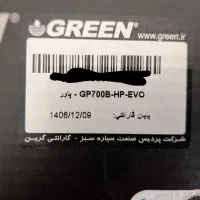 GREEN
www.green.ir
پاور - GP700B-HP-EVO
پایان گارانتی: 1406/12/09
شرکت پردیس صنعت سیاره سبز - گارانتی گرین